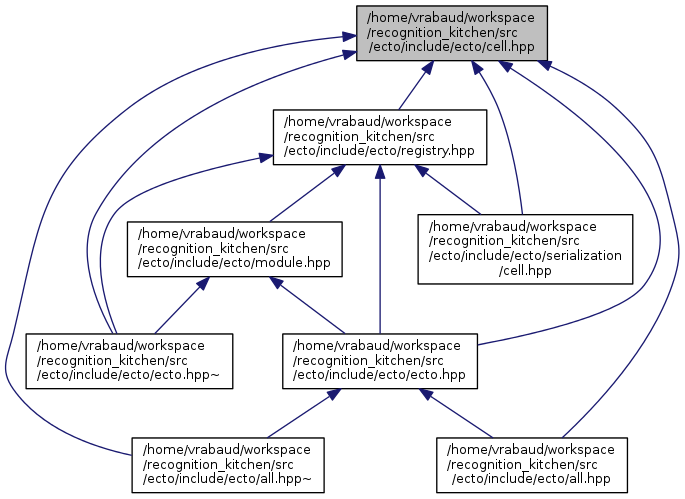 /home/vrabaud/workspace
/recognition_kitchen/src
/ecto/include/ecto/cell.hpp
/home/vrabaud/workspace
/recognition_kitchen/src
/ecto/include/ecto/registry.hpp
/home/vrabaud/workspace
/recognition_kitchen/src
/ecto/include/ecto/module.hpp
/home/vrabaud/workspace
/recognition_kitchen/src
/ecto/include/ecto/serialization
/cell.hpp
/home/vrabaud/workspace
/recognition_kitchen/src
/ecto/include/ecto/ecto.hpp~
/home/vrabaud/workspace
/recognition_kitchen/src
/ecto/include/ecto/ecto.hpp
/home/vrabaud/workspace
/recognition_kitchen/src
/ecto/include/ecto/all.hpp~
/home/vrabaud/workspace
/recognition_kitchen/src
/ecto/include/ecto/all.hpp